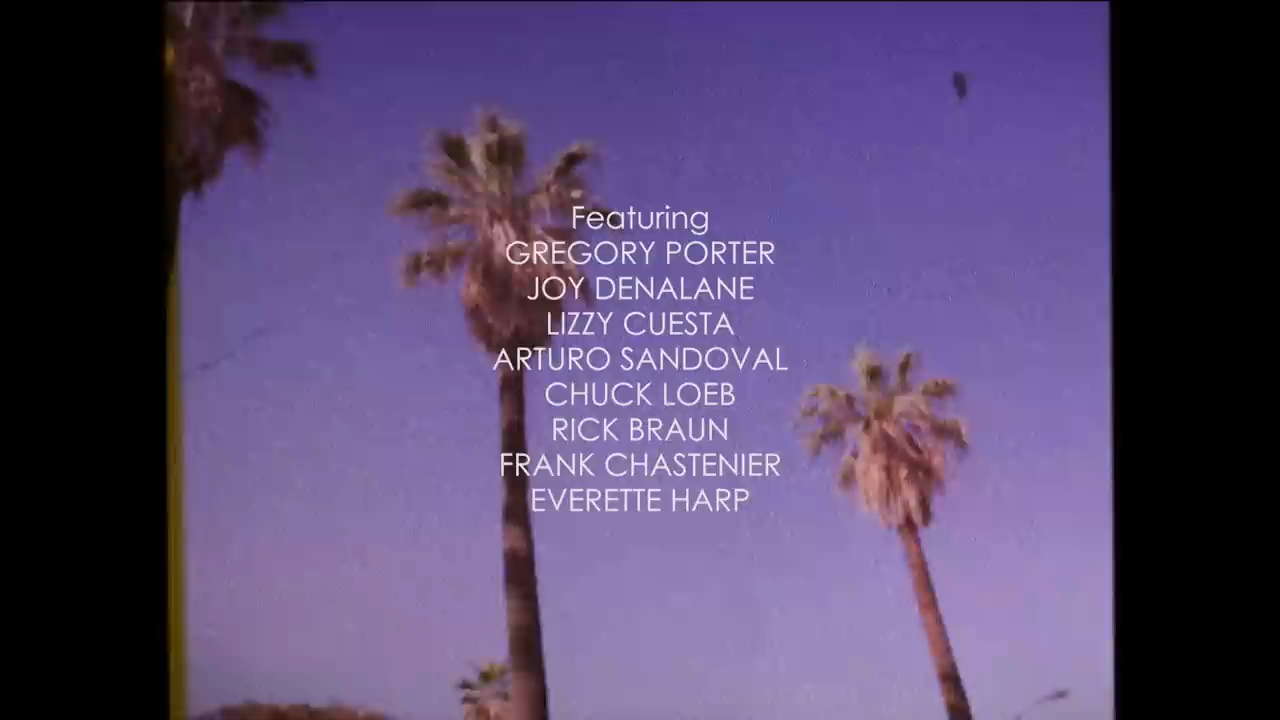 Featuring
GREGORY PORTER
JOY DENALANE
LIZZY CUESTA
ARTURO SANDOVAL
CHUCK LOEB
RICK BRAUN
FRANK CHASTENIER
EVERETTE HARP